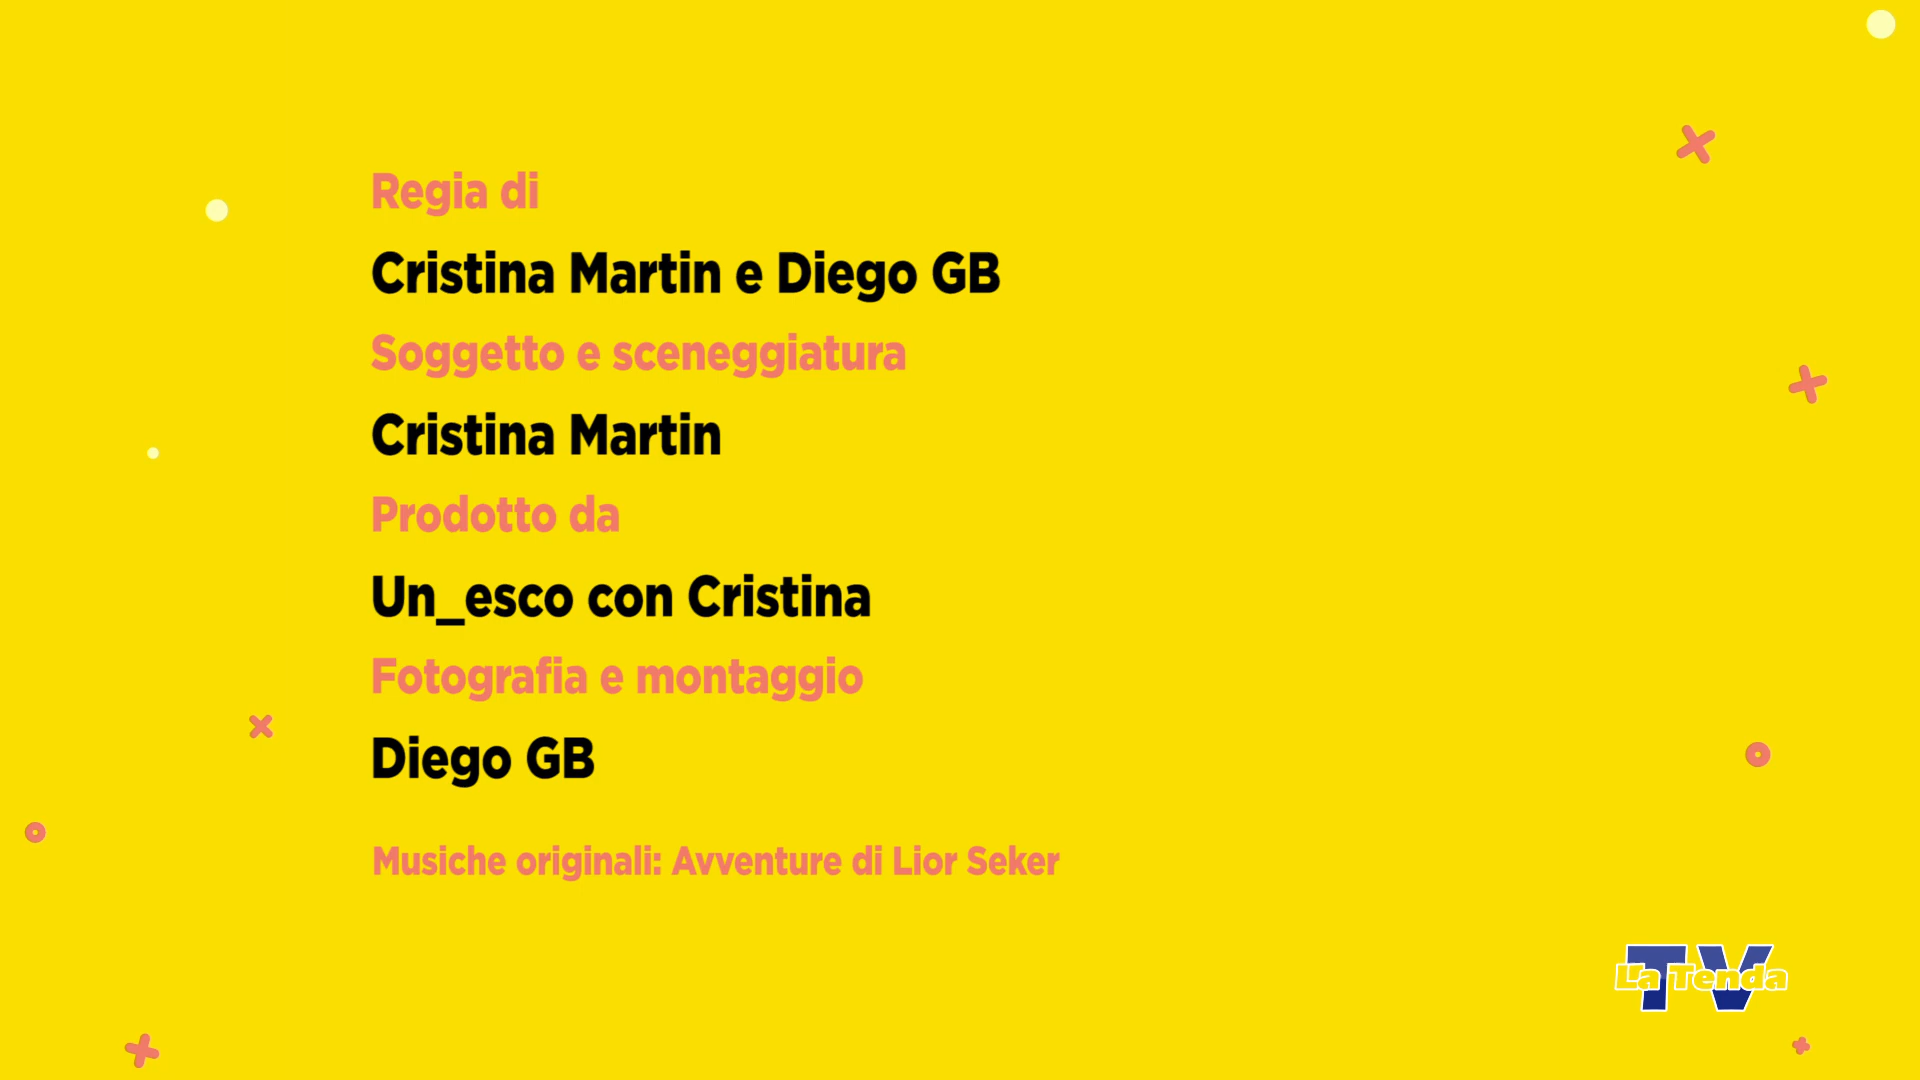 Regia di
Cristina Martin e Diego GB
Soggetto e sceneggiatura
Cristina Martin
Prodotto da
Un_esco con Cristina
Fotografia e montaggio
Diego GB
Musiche originali: Avventure di Lior Seker
TV
La Tenda